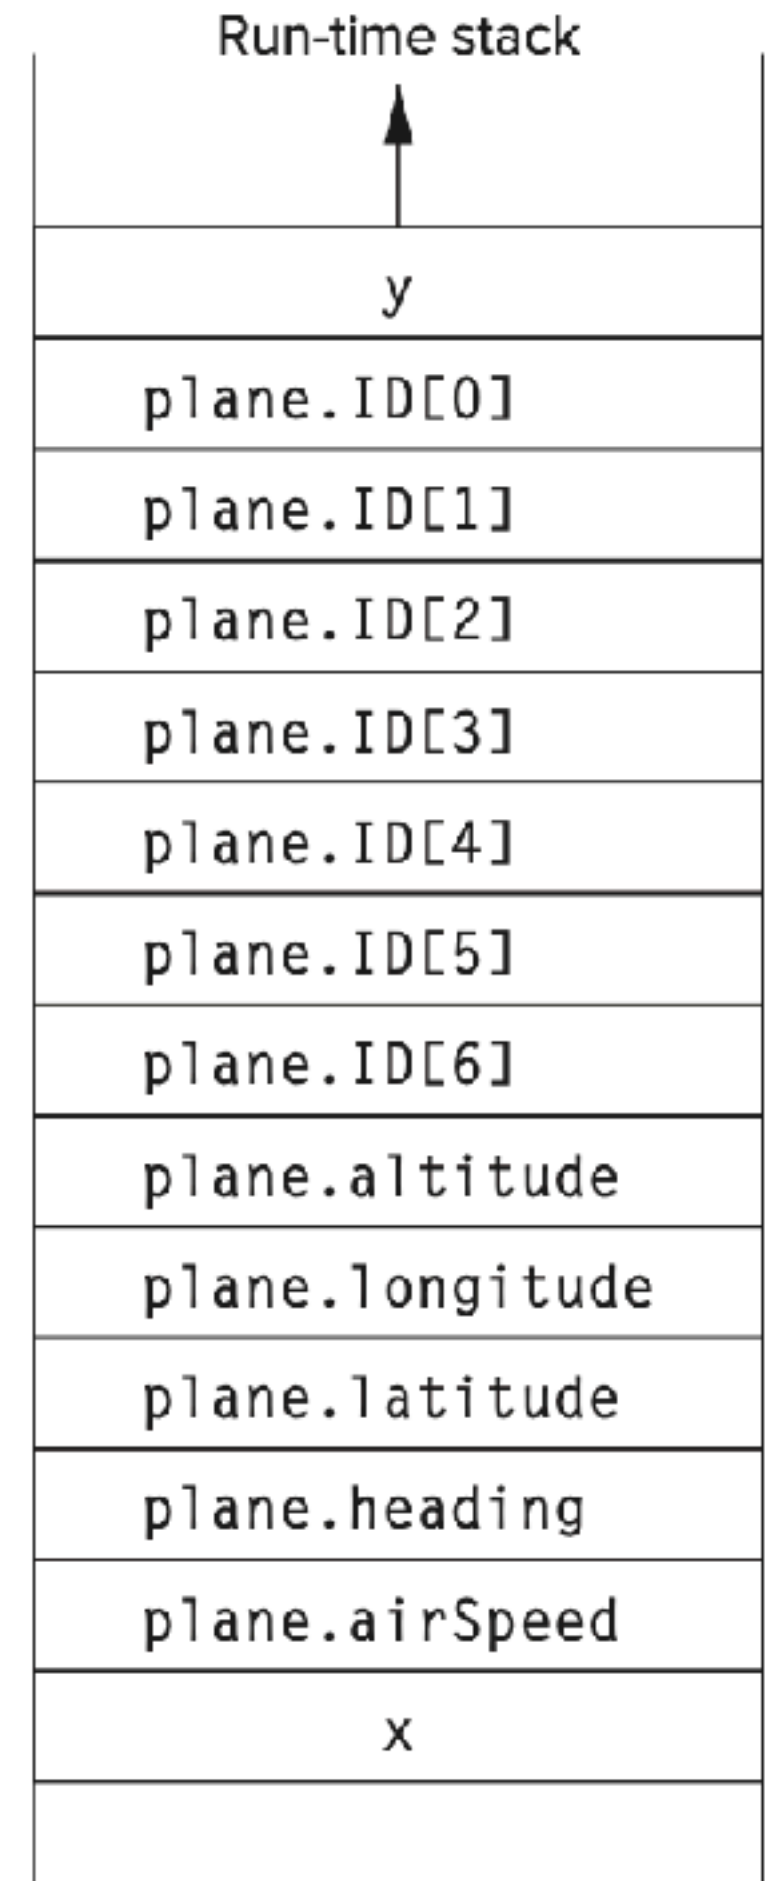 Run-time stack
y
plane.ID[0]
plane.ID[1]
plane.ID[2]
plane.ID[3]
plane.ID[4]
plane.ID[5]
plane.ID[6]
plane.altitude
plane.longitude
plane.latitude
plane.heading
plane.airSpeed
x